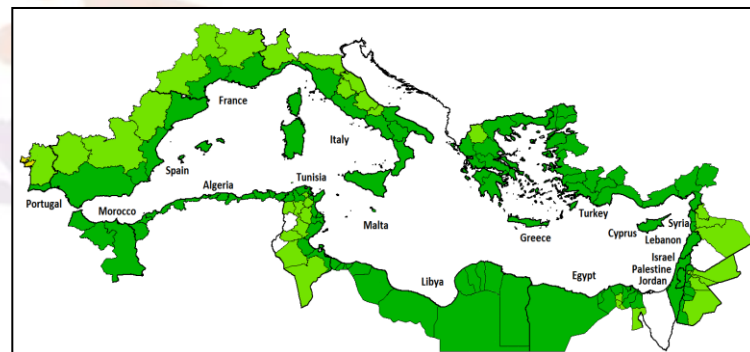 France
Italy
Spain
Algeria
Tunisia
Portugal
Morocco
Malta
Turkey
Greece
Cyprus
Syria
Lebanon
Israel
Palestine
Jordan
Libya
Egypt